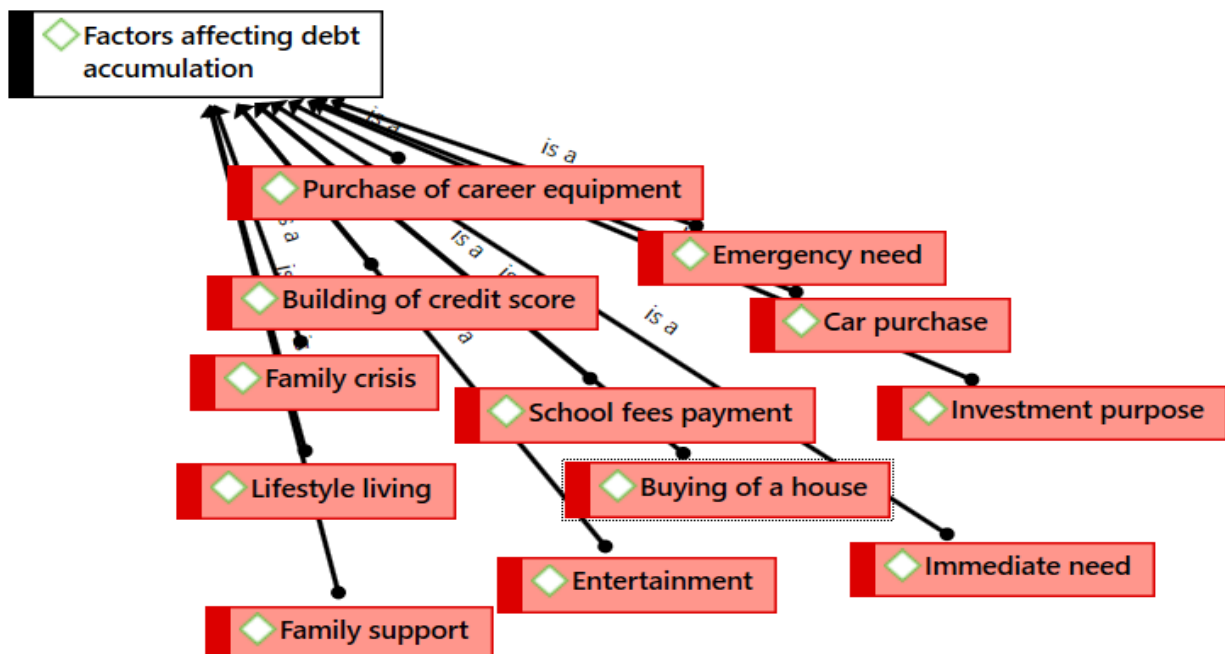 Factors affecting debt
accumulation
is a
is a
Purchase of career equipment
is a
is a
Emergency need
Building of credit score
is a
Car purchase
Family crisis
a
School fees payment
Investment purpose
Lifestyle living
Buying of a house
Entertainment
Immediate need
Family support